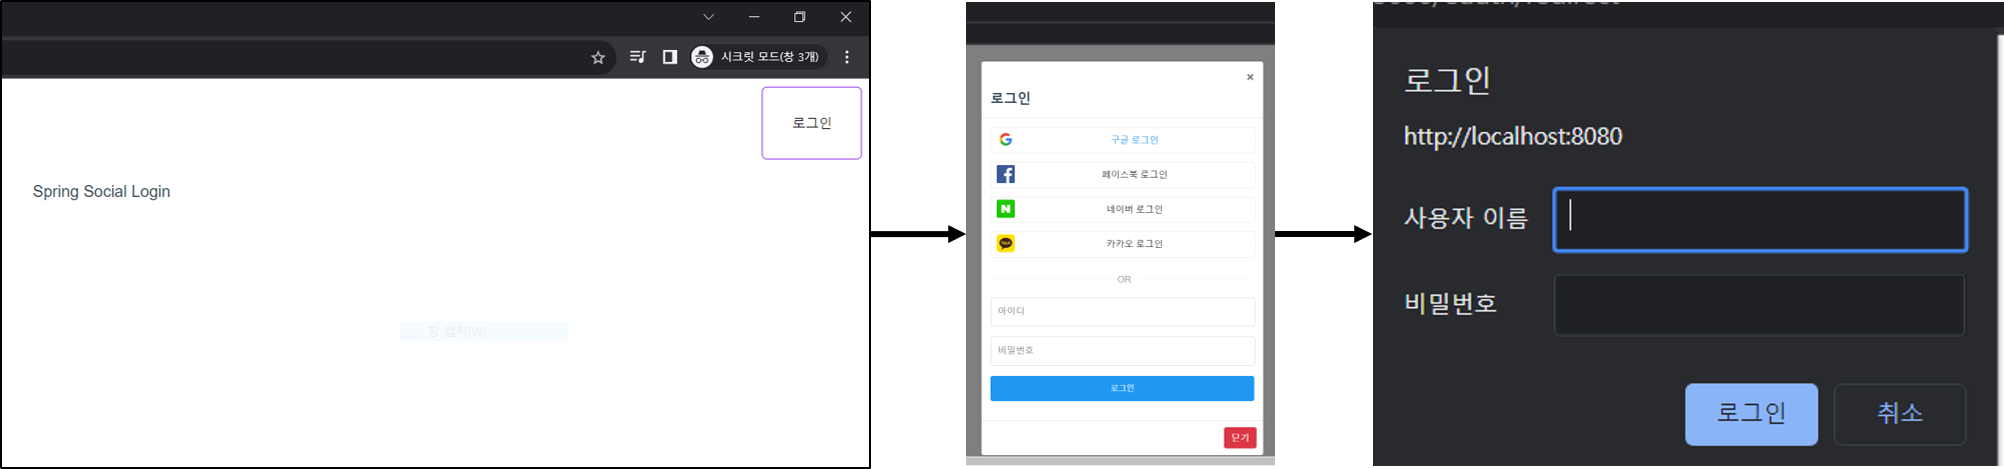 시크릿 모드(창 3개)
로그인
Spring Social Login
창 캡처(W)
×
로그인
구글 로그인
페이스북 로그인
네이버 로그인
TALK
카카오 로그인
OR
아이디
비밀번호
로그인
닫기
로그인
http://localhost:8080
사용자 이름
비밀번호
로그인
취소